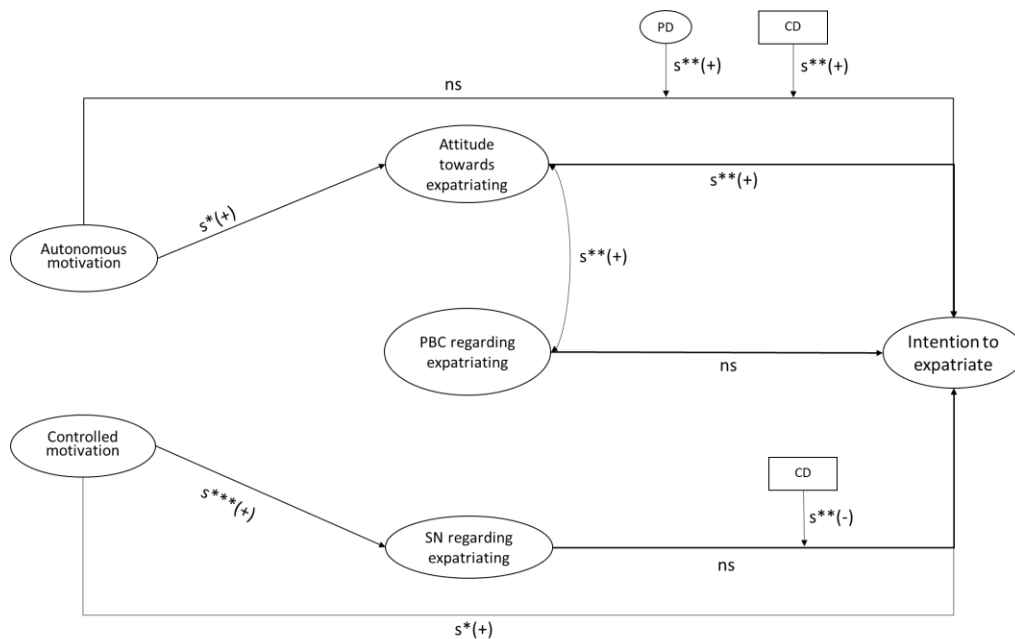 PD
CD
s**(+)
s**(+)
ns
Attitude
towards
expatriating
s**(+)
s*(+)
Autonomous
motivation
s**(+)
PBC regarding
expatriating
ns
Intention to
expatriate
Controlled
motivation
s***(+)
CD
s**(-)
SN regarding
expatriating
ns
s*(+)